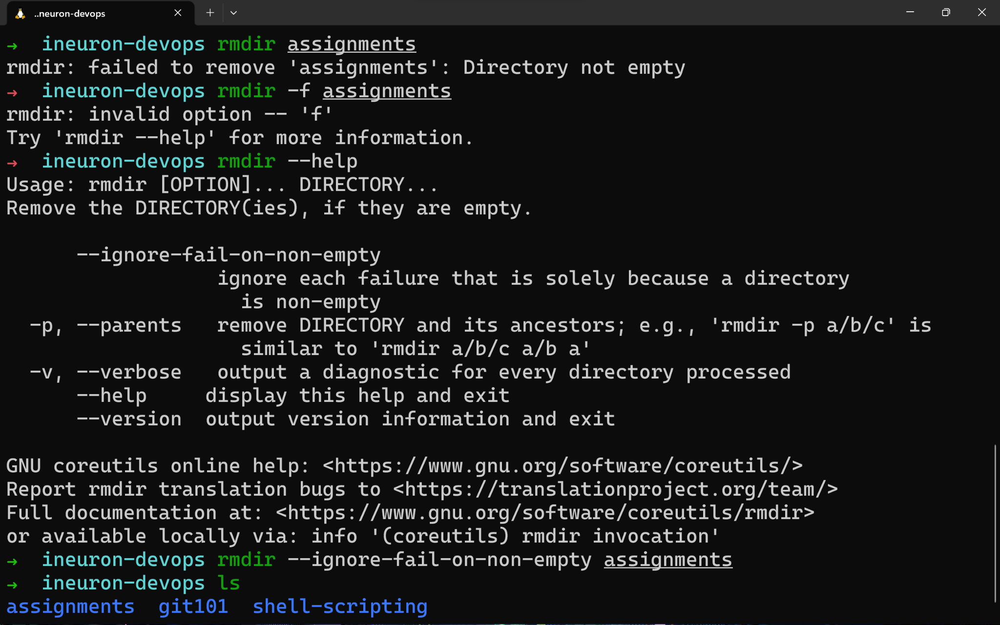 ..neuron-devops
→ ineuron-devops rmdir assignments
rmdir: failed to remove 'assignments': Directory not empty
→ ineuron-devops rmdir -f assignments
rmdir: invalid option -- 'f'
Try 'rmdir --help' for more information.
→ ineuron-devops rmdir --help
Usage: rmdir [OPTION]... DIRECTORY...
Remove the DIRECTORY(ies), if they are empty.
--ignore-fail-on-non-empty
ignore each failure that is solely because a directory
is non-empty
-p, --parents   remove DIRECTORY and its ancestors; e.g., 'rmdir -p a/b/c' is
similar to 'rmdir a/b/c a/b a'
-v, --verbose   output a diagnostic for every directory processed
--help     display this help and exit
--version  output version information and exit
GNU coreutils online help: <https://www.gnu.org/software/coreutils/>
Report rmdir translation bugs to <https://translationproject.org/team/>
Full documentation at: <https://www.gnu.org/software/coreutils/rmdir>
or available locally via: info '(coreutils) rmdir invocation'
→ ineuron-devops rmdir --ignore-fail-on-non-empty assignments
→ ineuron-devops ls
assignments  git101  shell-scripting